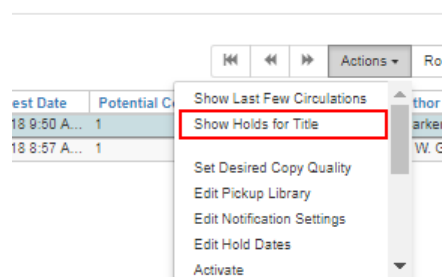 Actions Ro
est Date Potential C Show Last Few Circulations thor
18 9:50 A... 1 Show Holds for Title arker
18 8:57 A... 1 W. G
Set Desired Copy Quality
Edit Pickup Library
Edit Notification Settings
Edit Hold Dates
Activate